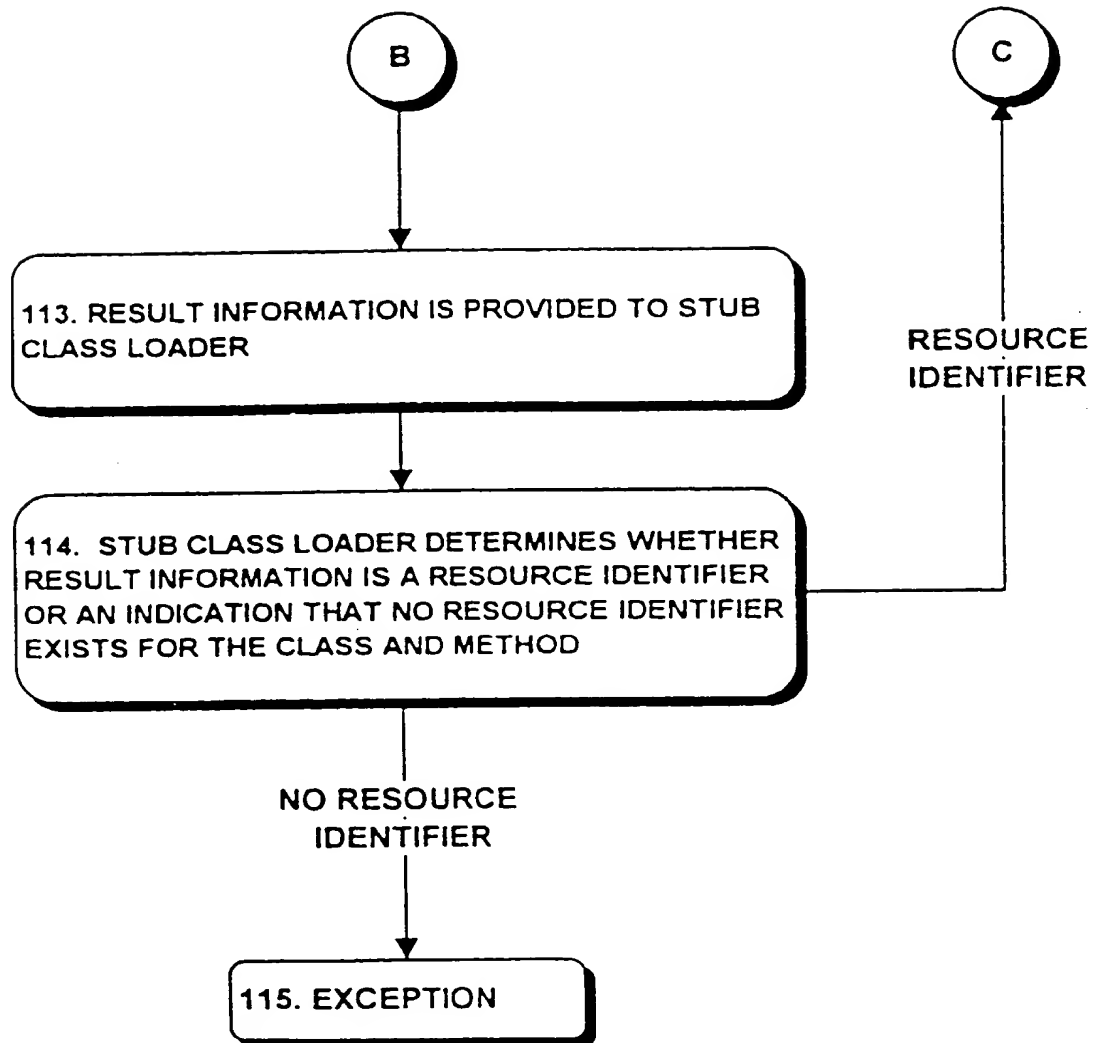 B
C
113. RESULT INFORMATION IS PROVIDED TO STUB
CLASS LOADER
RESOURCE
IDENTIFIER
114. STUB CLASS LOADER DETERMINES WHETHER
RESULT INFORMATION IS A RESOURCE IDENTIFIER
OR AN INDICATION THAT NO RESOURCE IDENTIFIER
EXISTS FOR THE CLASS AND METHOD
NO RESOURCE
IDENTIFIER
115. EXCEPTION